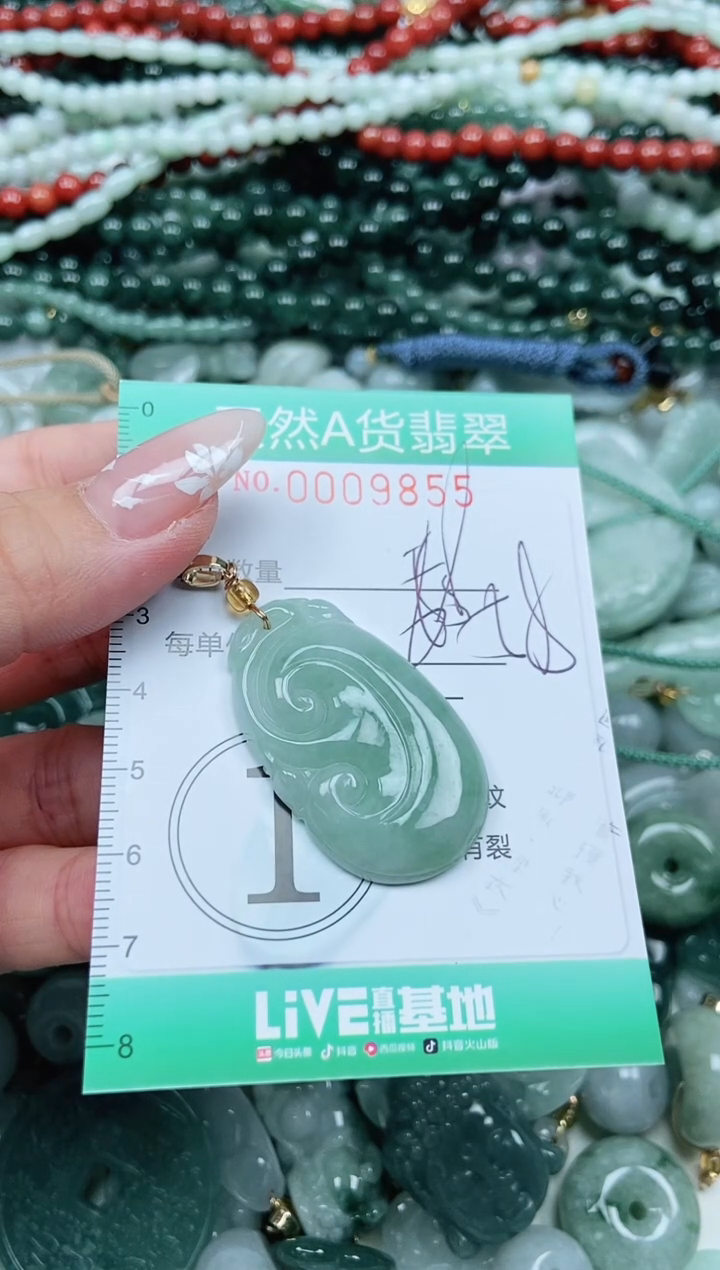 0
然A货翡翠
NO.0009855
数量
3
每单
4
5
1
纹
6
有裂
7
LiVE直播基地
8
今日头条 抖音 西瓜视频 抖音火山版